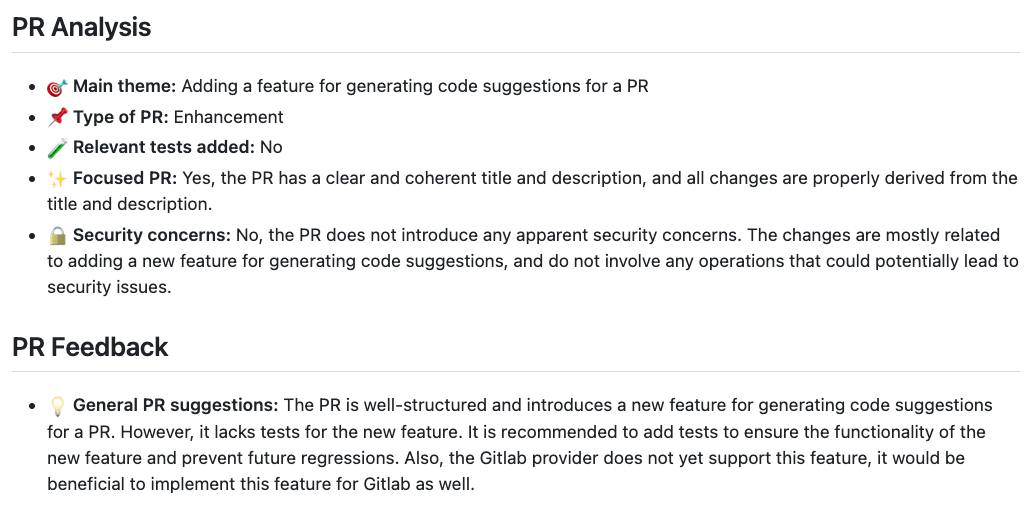 PR Analysis
🎯 Main theme: Adding a feature for generating code suggestions for a PR
📌 Type of PR: Enhancement
🧪 Relevant tests added: No
✨ Focused PR: Yes, the PR has a clear and coherent title and description, and all changes are properly derived from the
title and description.
🔒 Security concerns: No, the PR does not introduce any apparent security concerns. The changes are mostly related
to adding a new feature for generating code suggestions, and do not involve any operations that could potentially lead to
security issues.
PR Feedback
💡 General PR suggestions: The PR is well-structured and introduces a new feature for generating code suggestions
for a PR. However, it lacks tests for the new feature. It is recommended to add tests to ensure the functionality of the
new feature and prevent future regressions. Also, the Gitlab provider does not yet support this feature, it would be
beneficial to implement this feature for Gitlab as well.